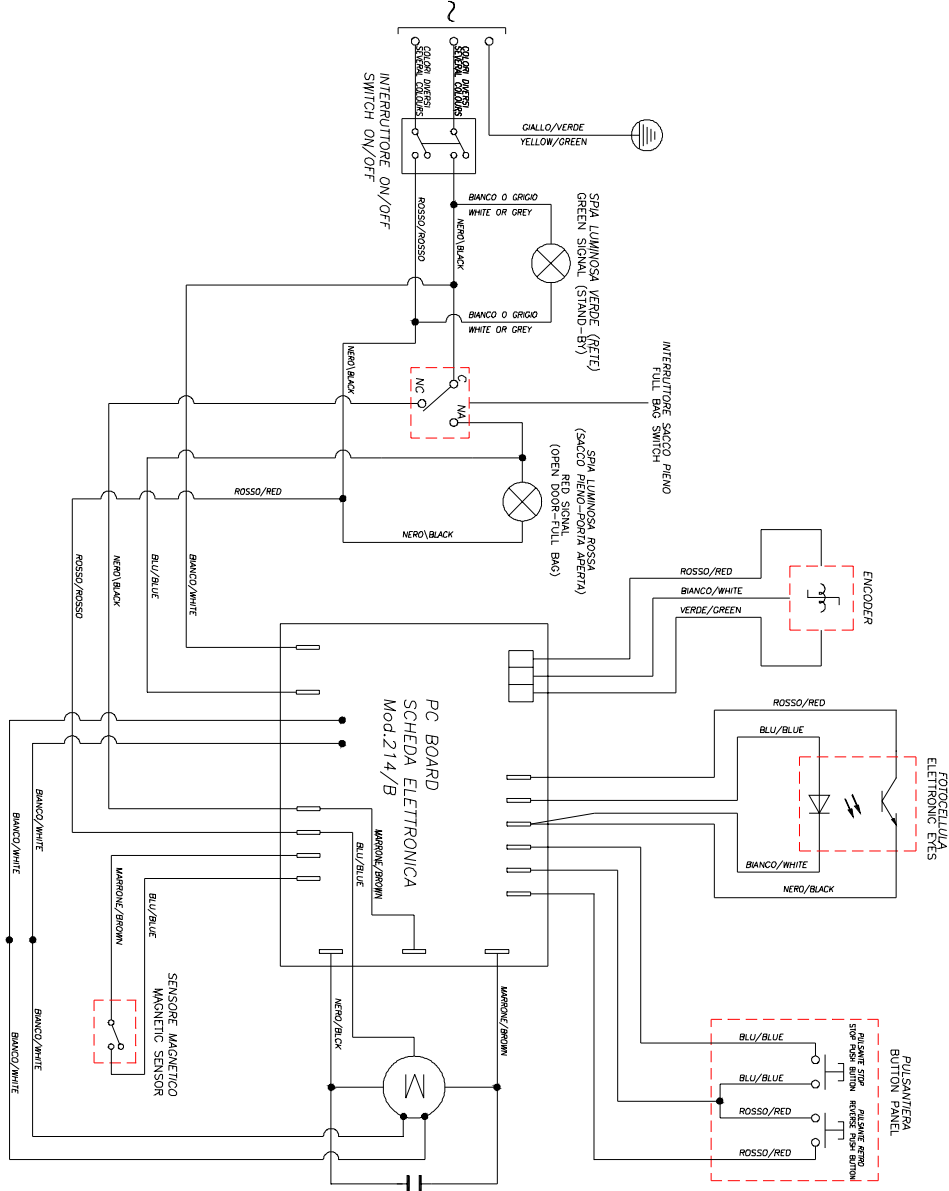 COLORI DIVERSI
SEVERAL COLOURS
COLORI DIVERSI
SEVERAL COLOURS
GIALLO/VERDE
YELLOW/GREEN
INTERRUTTORE ON/OFF
SWITCH ON/OFF
BIANCO O GRIGIO
WHITE OR GREY
ROSSO/ROSSO
NERO\BLACK
SPIA LUMINOSA VERDE (RETE)
GREEN SIGNAL (STAND-BY)
BIANCO O GRIGIO
WHITE OR GREY
NERO\BLACK
C
NC
NA
INTERRUTTORE SACCO PIENO
FULL BAG SWITCH
SPIA LUMINOSA ROSSA
(SACCO PIENO-PORTA APERTA)
RED SIGNAL
(OPEN DOOR-FULL BAG)
ROSSO/RED
NERO\BLACK
ROSSO/ROSSO
NERO\BLACK
BLU/BLUE
BIANCO/WHITE
ROSSO/RED
BIANCO/WHITE
VERDE/GREEN
ENCODER
PC BOARD
SCHEDA ELETTRONICA
Mod.214/B
ROSSO/RED
BLU/BLUE
FOTOCELLULA
ELETTRONIC EYES
BIANCO/WHITE
NERO/BLACK
BIANCO/WHITE
BIANCO/WHITE
MARRONE/BROWN
BLU/BLUE
MARRONE/BROWN
BLU/BLUE
SENSORE MAGNETICO
MAGNETIC SENSOR
NERO/BLCK
MARRONE/BROWN
BIANCO/WHITE
BIANCO/WHITE
M
BLU/BLUE
BLU/BLUE
ROSSO/RED
ROSSO/RED
PULSANTE STOP
STOP PUSH BUTTON
PULSANTE RETRO
REVERSE PUSH BUTTON
PULSANTIERA
BUTTON PANEL